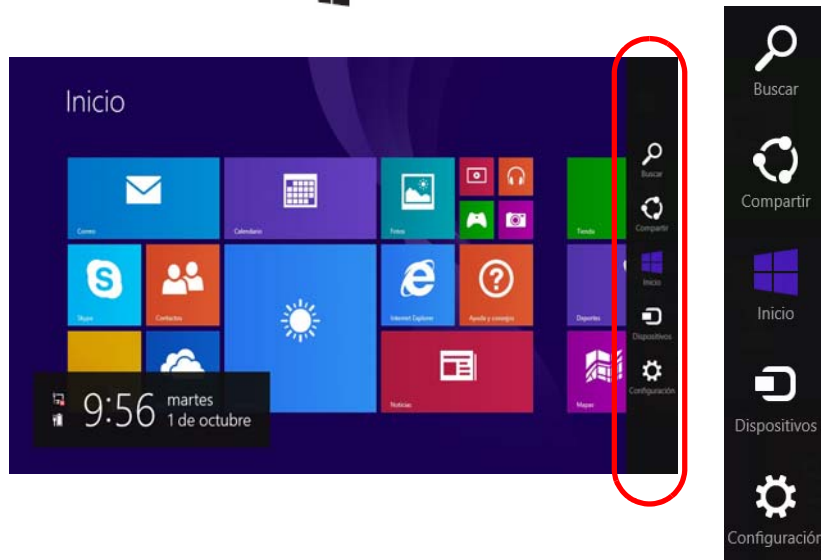 Inicio
Correo
Calendario
Fotos
Tienda
Skype
Contactos
Internet Explorer
Ayuda y consejos
Deportes
Noticias
Mapas
9:56
martes
1 de octubre
Buscar
Compartir
Inicio
Dispositivos
Configuración
Buscar
Compartir
Inicio
Dispositivos
Configuración